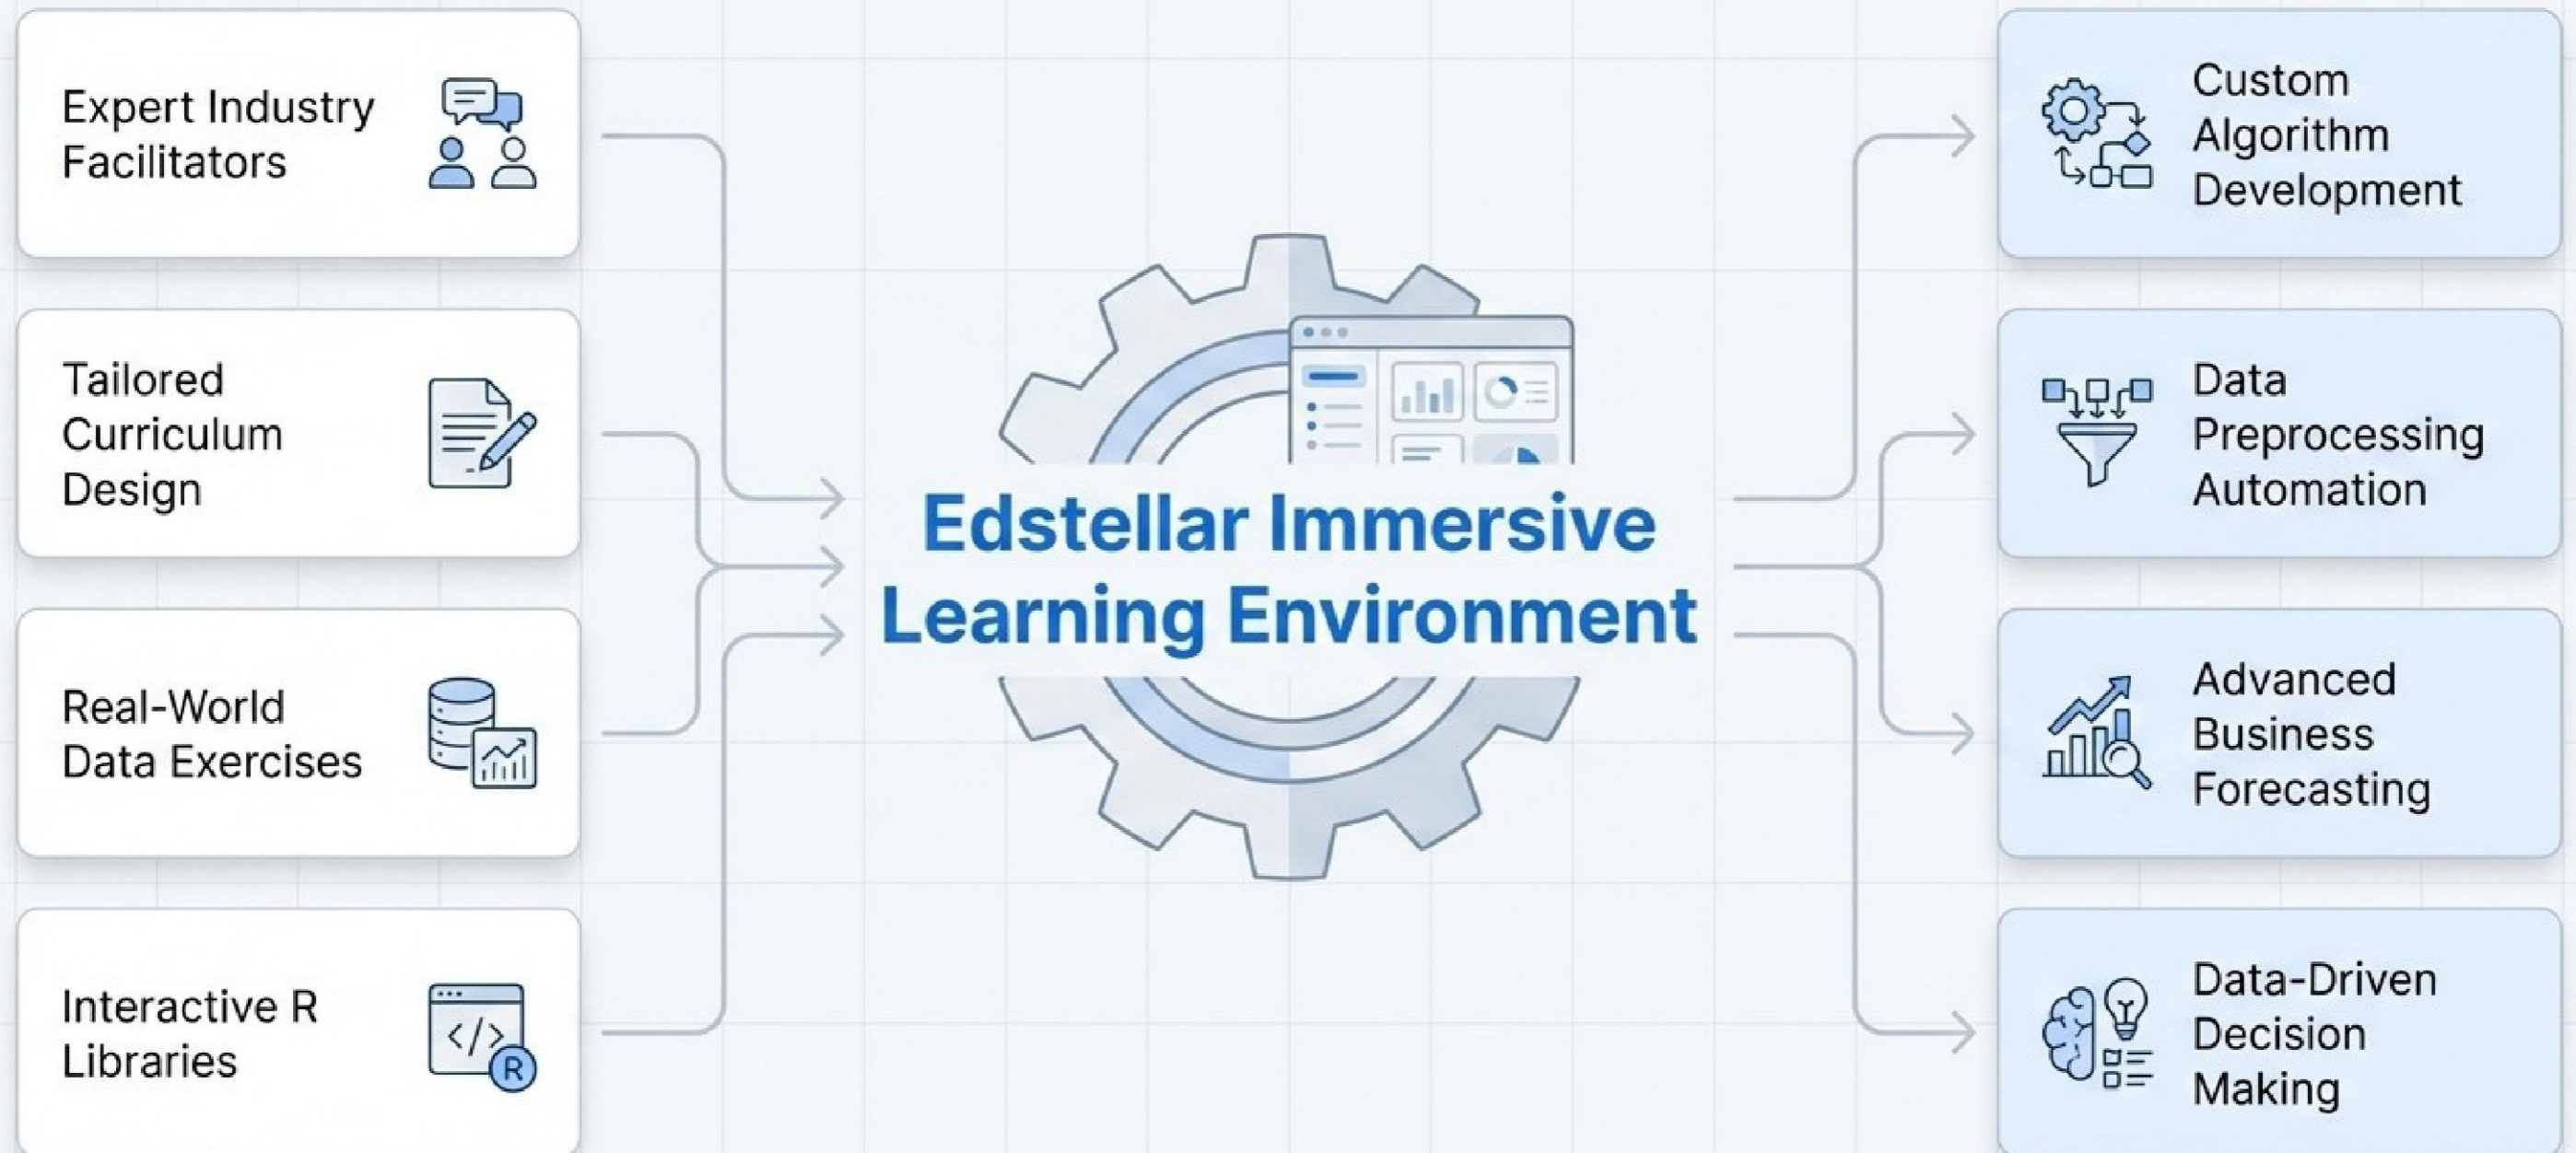 Expert Industry
Facilitators
Tailored
Curriculum
Design
Real-World
Data Exercises
Interactive R
Libraries
</>
R
Edstellar Immersive
Learning Environment
Custom
Algorithm
Development
Data
Preprocessing
Automation
Advanced
Business
Forecasting
Data-Driven
Decision
Making